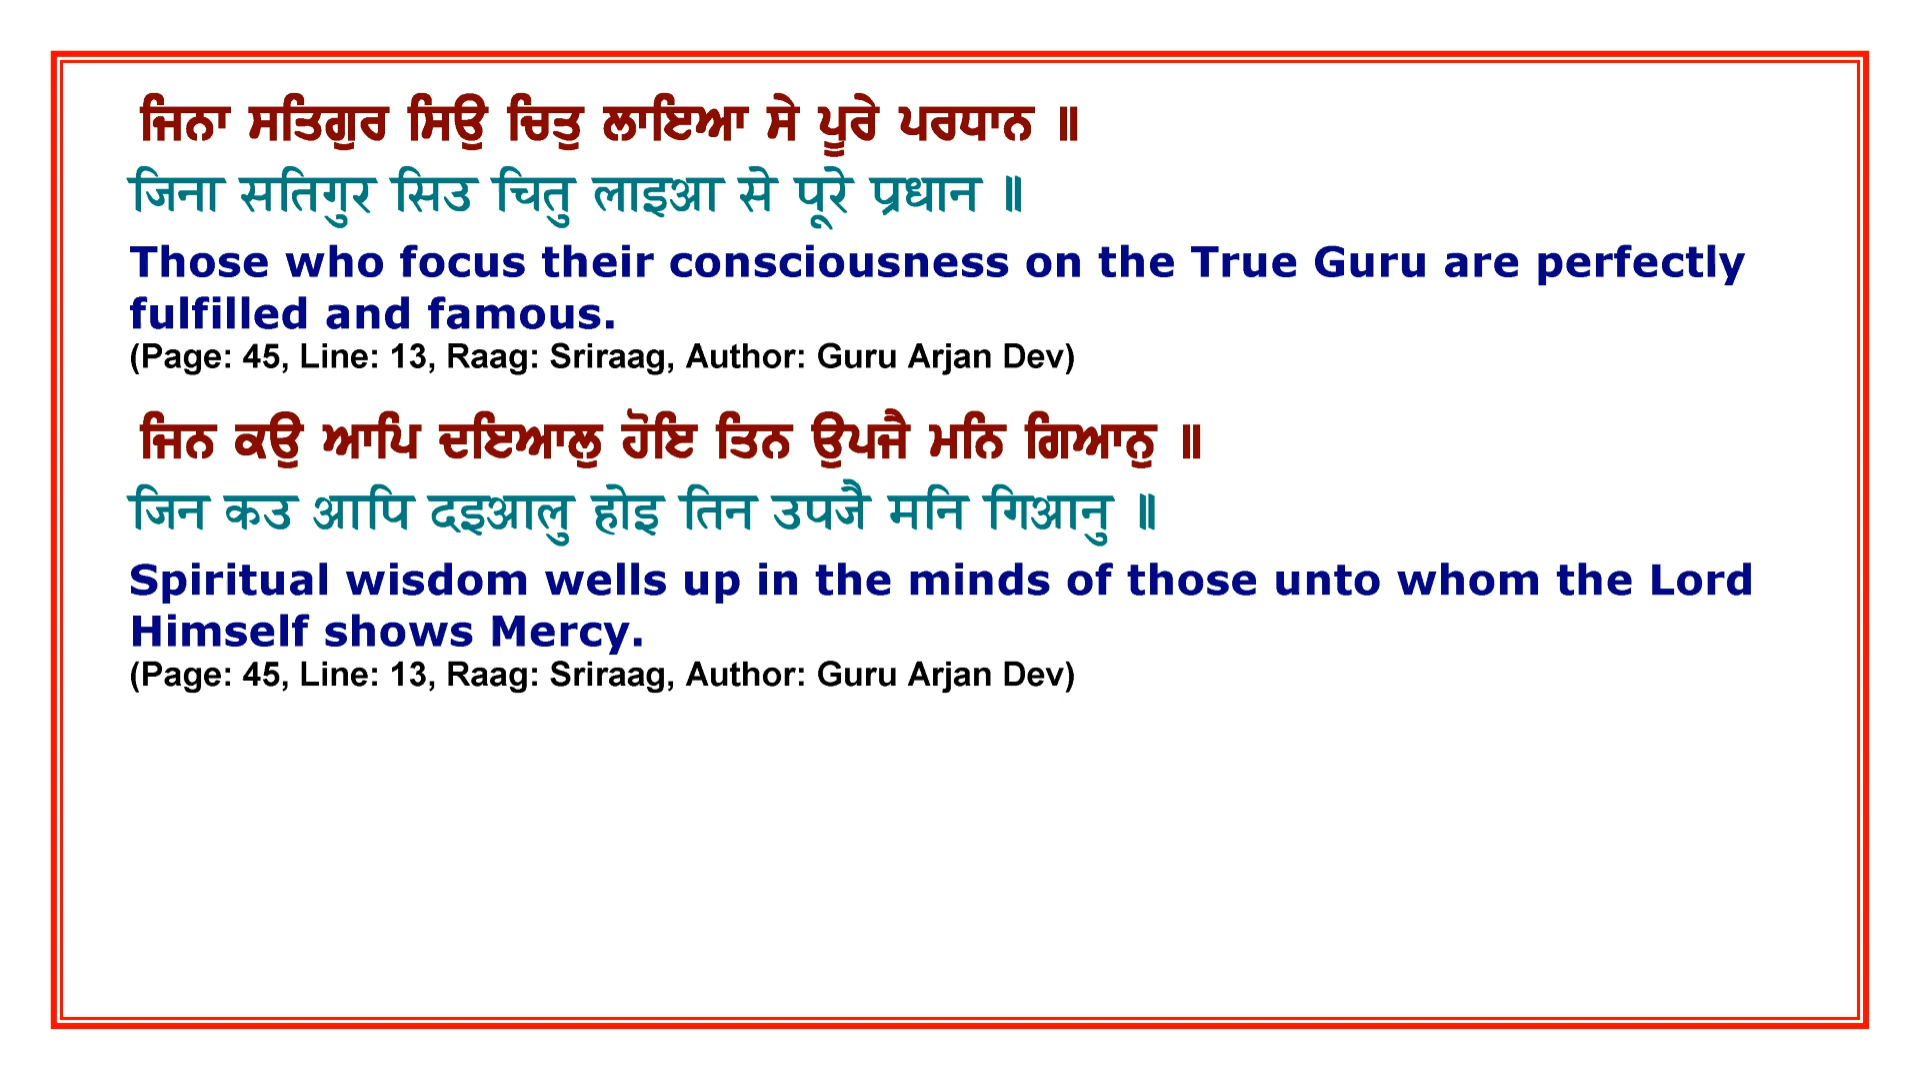 ਜਿਨਾ ਸਤਿਗੁਰ ਸਿਉ ਚਿਤੁ ਲਾਇਆ ਸੇ ਪੂਰੇ ਪਰਧਾਨ ॥
जिना सतिगुर सिउ चितु लाइआ से पूरे प्रधान ॥
Those who focus their consciousness on the True Guru are perfectly
fulfilled and famous.
(Page: 45, Line: 13, Raag: Sriraag, Author: Guru Arjan Dev)
ਜਿਨ ਕਉ ਆਪਿ ਦਇਆਲੁ ਹੋਇ ਤਿਨ ਉਪਜੈ ਮਨਿ ਗਿਆਨੁ ॥
जिन कउ आपि दइआलु होइ तिन उपजै मनि गिआनु ॥
Spiritual wisdom wells up in the minds of those unto whom the Lord
Himself shows Mercy.
(Page: 45, Line: 13, Raag: Sriraag, Author: Guru Arjan Dev)